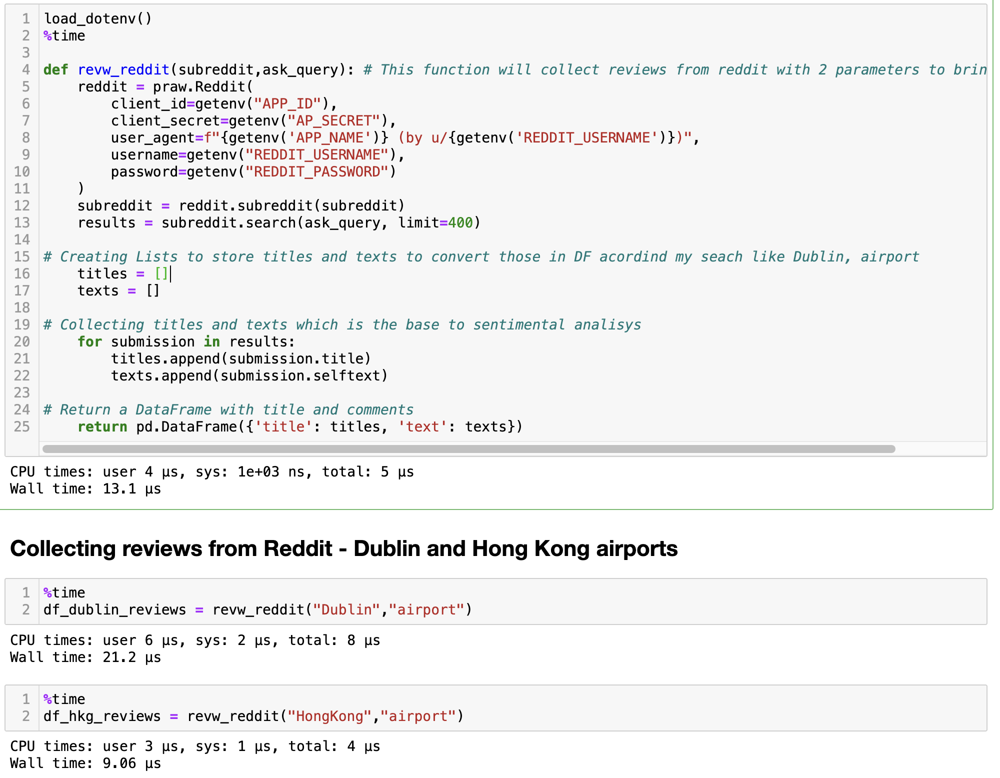 1 load_dotenv()
2 %time
3
4 def revw_reddit(subreddit,ask_query): # This function will collect reviews from reddit with 2 parameters to brin
5     reddit = praw.Reddit(
6         client_id=getenv("APP_ID"),
7         client_secret=getenv("AP_SECRET"),
8         user_agent=f"{getenv('APP_NAME')} (by u/{getenv('REDDIT_USERNAME')})",
9         username=getenv("REDDIT_USERNAME"),
10         password=getenv("REDDIT_PASSWORD")
11     )
12     subreddit = reddit.subreddit(subreddit)
13     results = subreddit.search(ask_query, limit=400)
14
15 # Creating Lists to store titles and texts to convert those in DF acordind my seach like Dublin, airport
16     titles = []
17     texts = []
18
19 # Collecting titles and texts which is the base to sentimental analisys
20     for submission in results:
21         titles.append(submission.title)
22         texts.append(submission.selftext)
23
24 # Return a DataFrame with title and comments
25     return pd.DataFrame({'title': titles, 'text': texts})
CPU times: user 4 µs, sys: 1e+03 ns, total: 5 µs
Wall time: 13.1 µs
Collecting reviews from Reddit - Dublin and Hong Kong airports
1 %time
2 df_dublin_reviews = revw_reddit("Dublin","airport")
CPU times: user 6 µs, sys: 2 µs, total: 8 µs
Wall time: 21.2 µs
1 %time
2 df_hkg_reviews = revw_reddit("HongKong","airport")
CPU times: user 3 µs, sys: 1 µs, total: 4 µs
Wall time: 9.06 µs